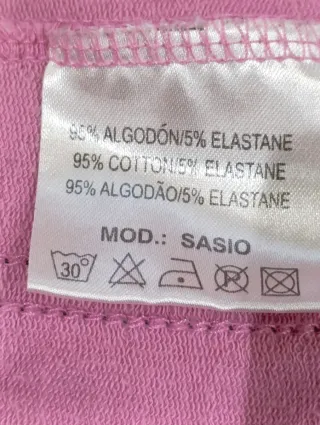 95% ALGODÓN/5% ELASTANE
95% COTTON/5% ELASTANE
95% ALGODÃO/5% ELASTANE
MOD.: SASIO
30°